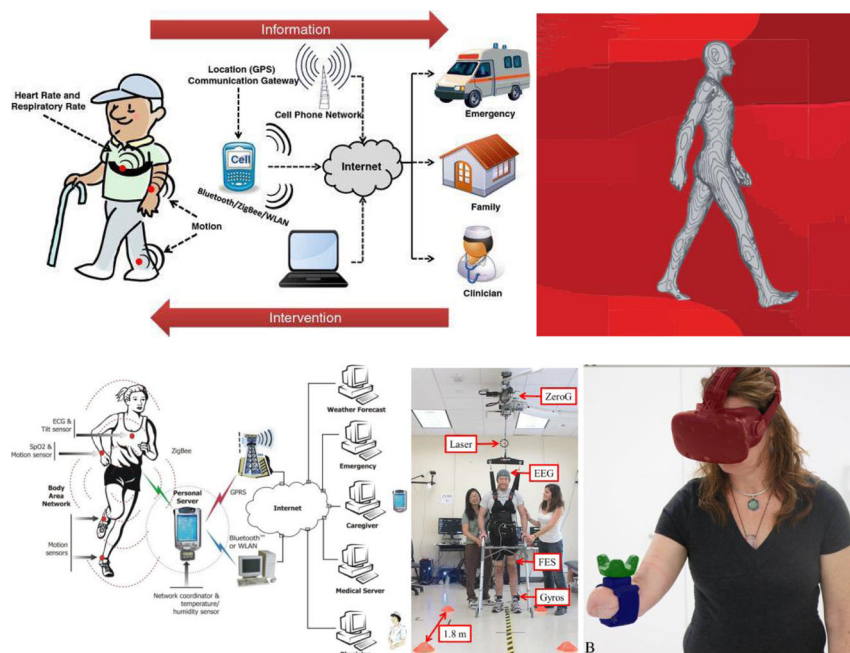 Information
Location (GPS)
Communication Gateway
Heart Rate and
Respiratory Rate
Cell Phone Network
Emergency
Cell
Internet
Bluetooth/ZigBee/WLAN
Family
Motion
Clinician
Intervention
ECG &
Tilt sensor
SpO2 &
Motion sensor
ZigBee
Body
Area
Network
Personal
Server
GPRS
Internet
Bluetooth
or WLAN
Motion
sensors
Network coordinator &
temperature/
humidity sensor
Weather Forecast
Emergency
Caregiver
Medical Server
ZeroG
Laser
EEG
FES
Gyros
1.8 m
B